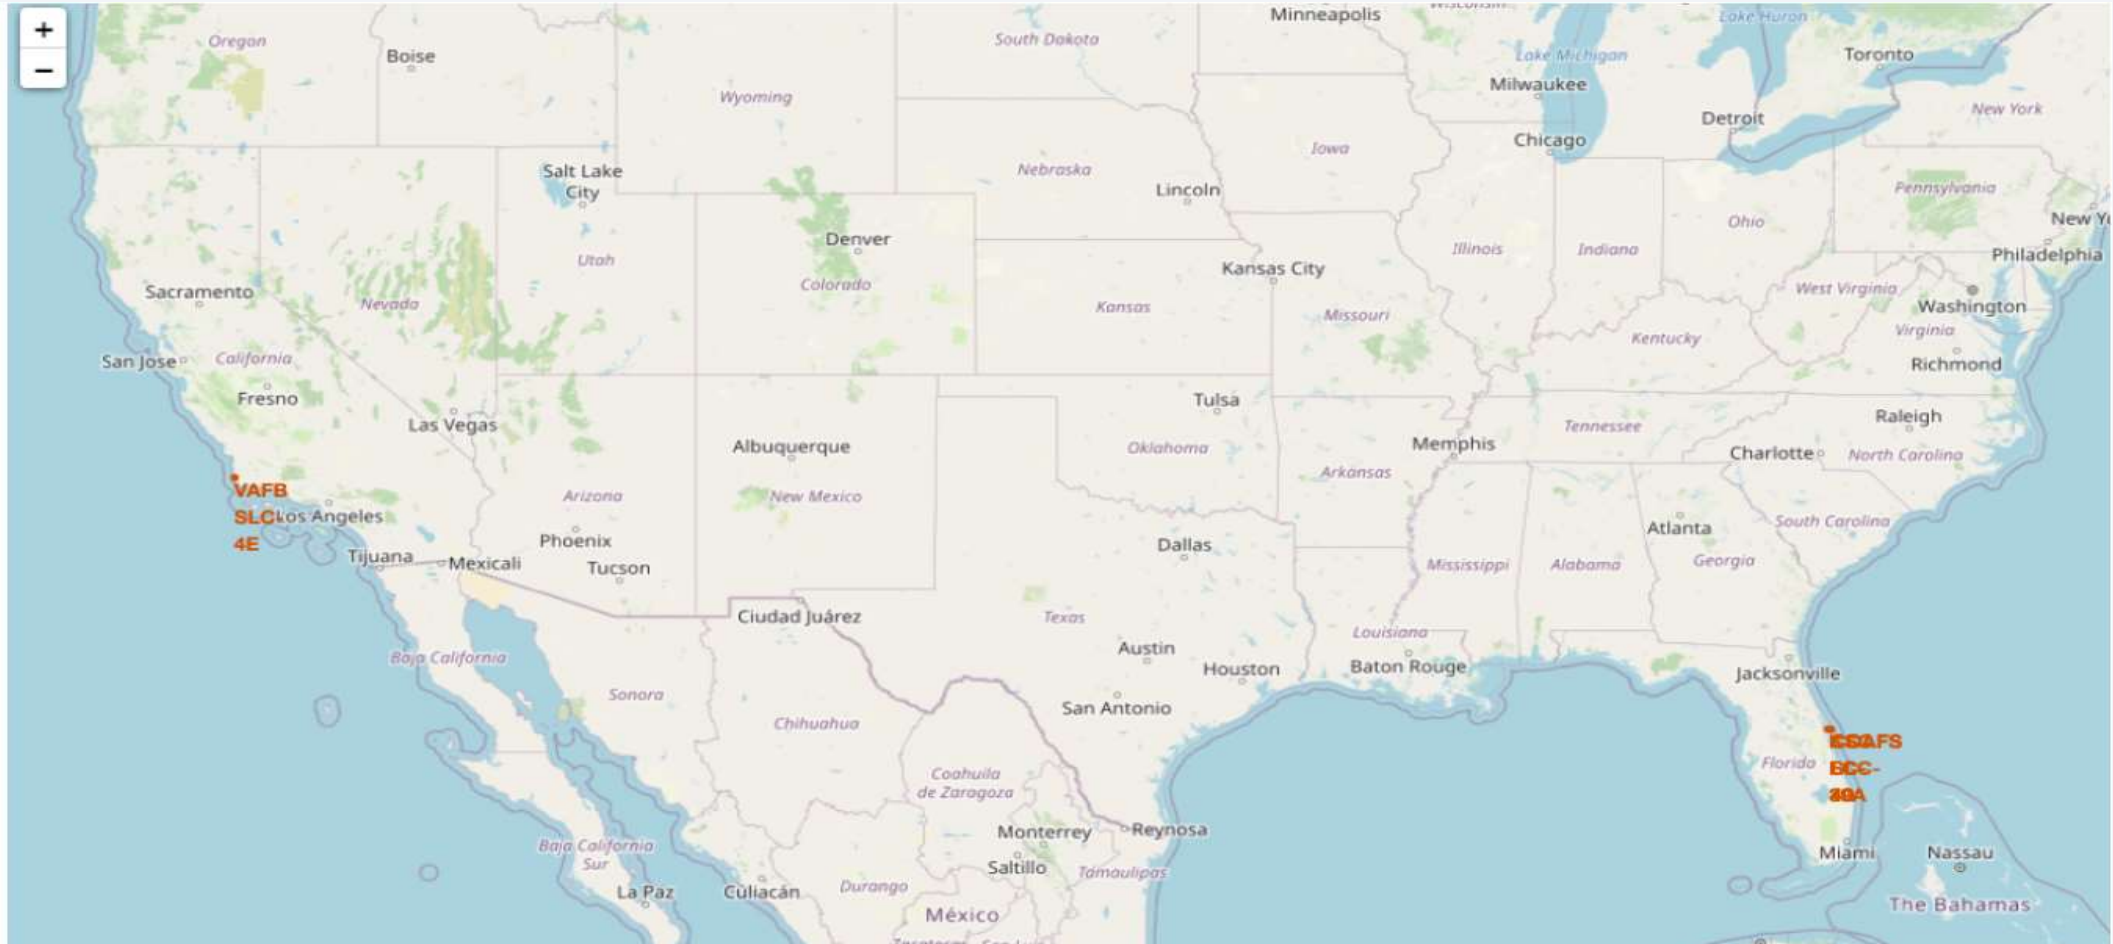 +
−
Oregon
Boise
South Dakota
Minneapolis
Wisconsin
Lake Michigan
Lake Huron
Toronto
Wyoming
Milwaukee
Detroit
New York
Salt Lake
City
Nebraska
Lincoln
Iowa
Chicago
Pennsylvania
New Y
Denver
Utah
Colorado
Kansas City
Illinois
Indiana
Ohio
Philadelphia
Sacramento
Nevada
Kansas
Missouri
West Virginia
Washington
San Jose
California
Kentucky
Virginia
Richmond
Fresno
Las Vegas
Tulsa
Raleigh
Albuquerque
Oklahoma
Memphis
Tennessee
Charlotte
North Carolina
VAFB
SLC-
4E
Los Angeles
Arizona
New Mexico
Arkansas
Atlanta
South Carolina
Tijuana
Mexicali
Phoenix
Tucson
Dallas
Mississippi
Alabama
Georgia
Ciudad Juárez
Texas
Louisiana
Baja California
Austin
Houston
Baton Rouge
Jacksonville
Sonora
Chihuahua
San Antonio
Florida
Coahuila
de Zaragoza
Monterrey
Reynosa
Miami
Nassau
Baja California
Sur
Saltillo
Tamaulipas
La Paz
Culiacán
Durango
México
The Bahamas